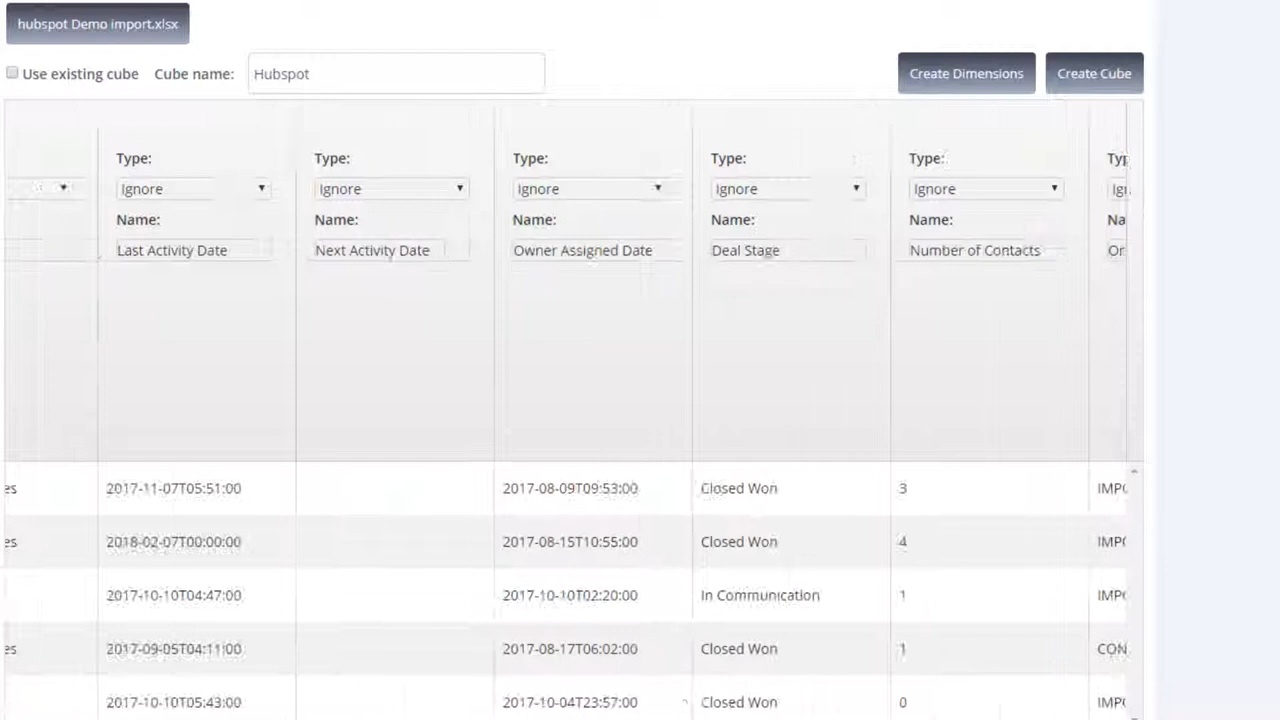 hubspot Demo import.xlsx
Use existing cube Cube name: Hubspot Create Dimensions Create Cube
Type: Type: Type: Type: Type:
Ignore Ignore Ignore Ignore Ignore
Name: Name: Name: Name: Name:
Last Activity Date Next Activity Date Owner Assigned Date Deal Stage Number of Contacts
2017-11-07T05:51:00 2017-08-09T09:53:00 Closed Won 3
2018-02-07T00:00:00 2017-08-15T10:55:00 Closed Won 4
2017-10-10T04:47:00 2017-10-10T02:20:00 In Communication 1
2017-09-05T04:11:00 2017-08-17T06:02:00 Closed Won 1
2017-10-10T05:43:00 2017-10-04T23:57:00 Closed Won 0